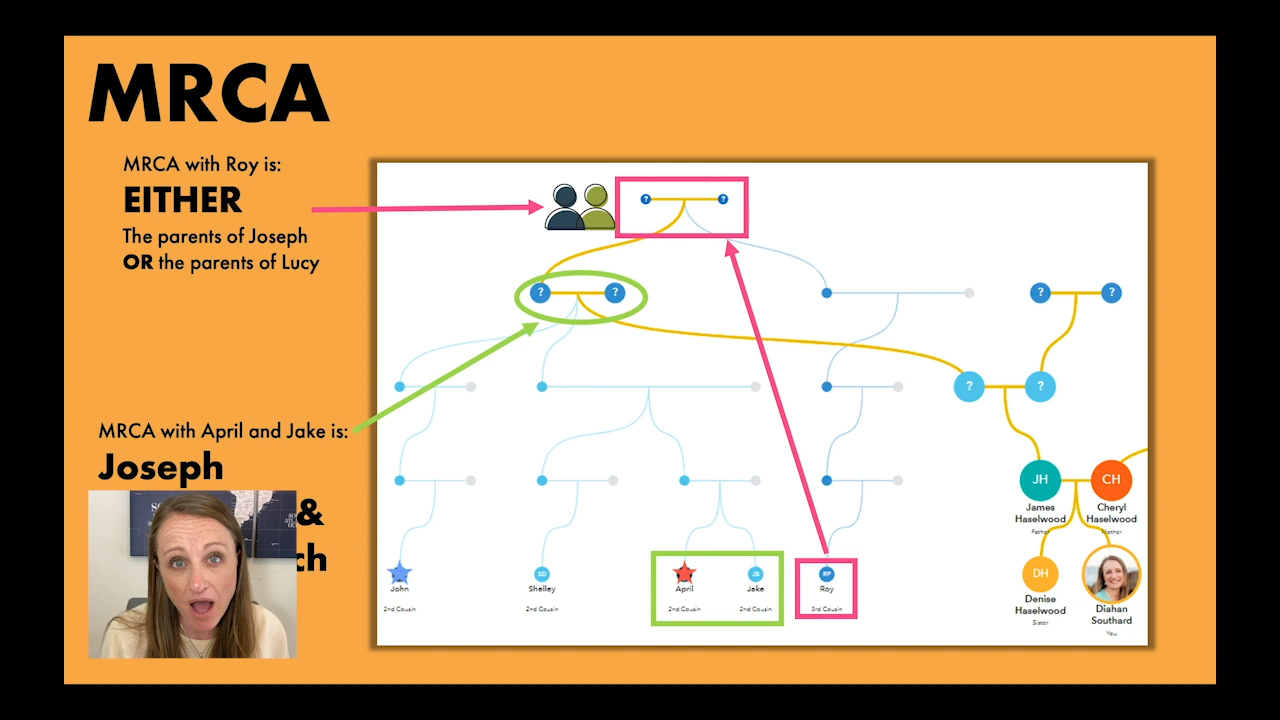 MRCA
MRCA with Roy is:
EITHER
The parents of Joseph
OR the parents of Lucy
MRCA with April and Jake is:
Joseph
&
ch
? ?
? ?
? ?
? ?
JH CH
James Cheryl
Haselwood Haselwood
Father Mother
SD JB RP DH
John Shelley April Jake Roy Denise Diahan
Haselwood Southard
2nd Cousin 2nd Cousin 2nd Cousin 2nd Cousin 3rd Cousin Sister You